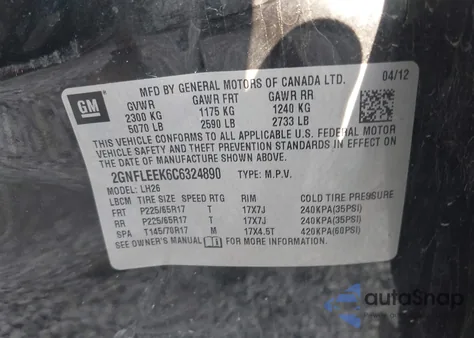 GM
MFD BY GENERAL MOTORS OF CANADA LTD. 04/12
GVWR GAWR FRT GAWR RR
2300 KG 1175 KG 1240 KG
5070 LB 2590 LB 2733 LB
THIS VEHICLE CONFORMS TO ALL APPLICABLE U.S. FEDERAL MOTOR
VEHICLE SAFETY, BUMPER, AND THEFT PREVENTION STANDARDS IN
EFFECT ON THE DATE OF MANUFACTURE SHOWN ABOVE.
2GNFLEEK6C6324890 TYPE: M.P.V.
MODEL: LH26
LBCM TIRE SIZE SPEED RTG RIM COLD TIRE PRESSURE
FRT P225/65R17 T 17X7J 240KPA(35PSI)
RR P225/65R17 T 17X7J 240KPA(35PSI)
SPA T145/70R17 M 17X4.5T 420KPA(60PSI)
SEE OWNER'S MANUAL FOR MORE INFORMATION.
autoSnap